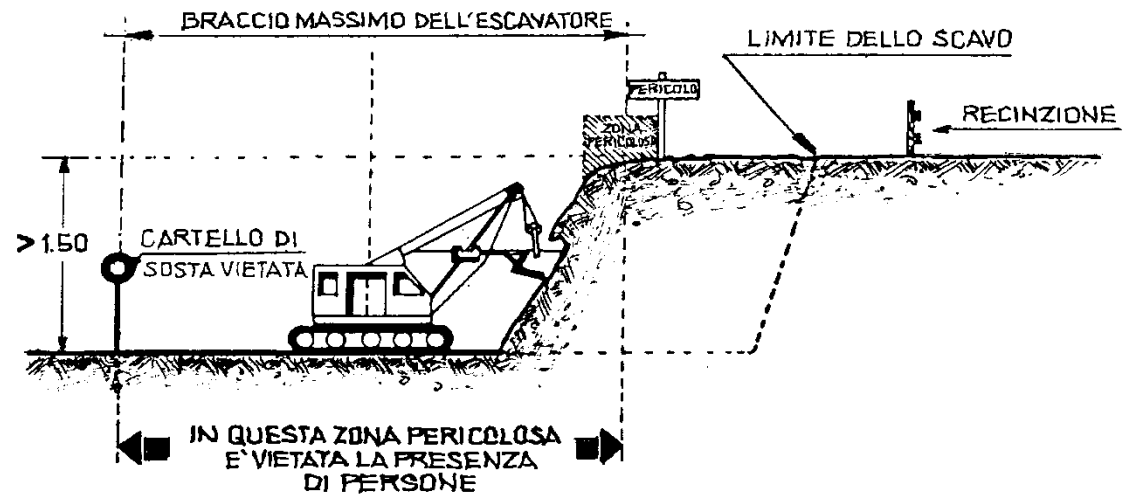 BRACCIO MASSIMO DELL'ESCAVATORE
LIMITE DELLO SCAVO
PERICOLO
ZONA
PERICOLOSA
RECINZIONE
>1.50
CARTELLO DI
SOSTA VIETATA
IN QUESTA ZONA PERICOLOSA
E' VIETATA LA PRESENZA
DI PERSONE